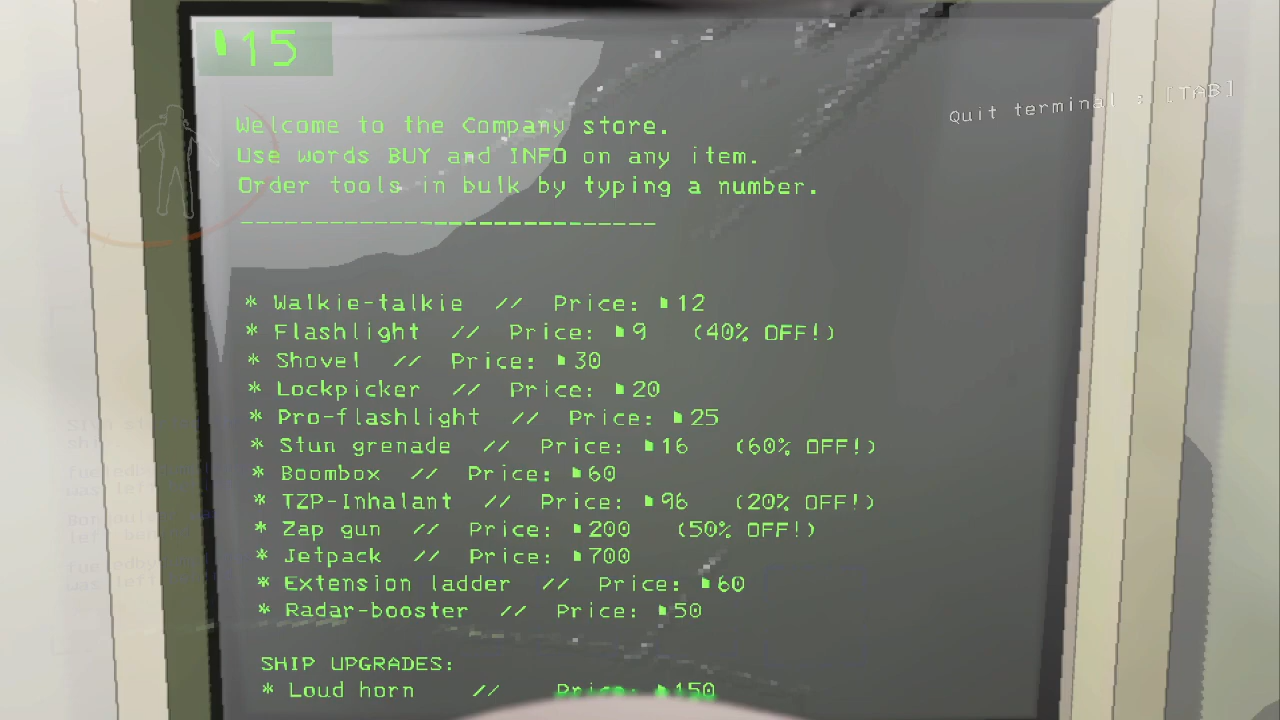 15
Quit terminal : [TAB]
Welcome to the Company store.
Use words BUY and INFO on any item.
Order tools in bulk by typing a number.
----------------------------
* Walkie-talkie // Price: ▮12
* Flashlight // Price: ▮9 (40% OFF!)
* Shovel // Price: ▮30
* Lockpicker // Price: ▮20
* Pro-flashlight // Price: ▮25
* Stun grenade // Price: ▮16 (60% OFF!)
* Boombox // Price: ▮60
* TZP-Inhalant // Price: ▮96 (20% OFF!)
* Zap gun // Price: ▮200 (50% OFF!)
* Jetpack // Price: ▮700
* Extension ladder // Price: ▮60
* Radar-booster // Price: ▮50
SHIP UPGRADES:
* Loud horn // Price: ▮150